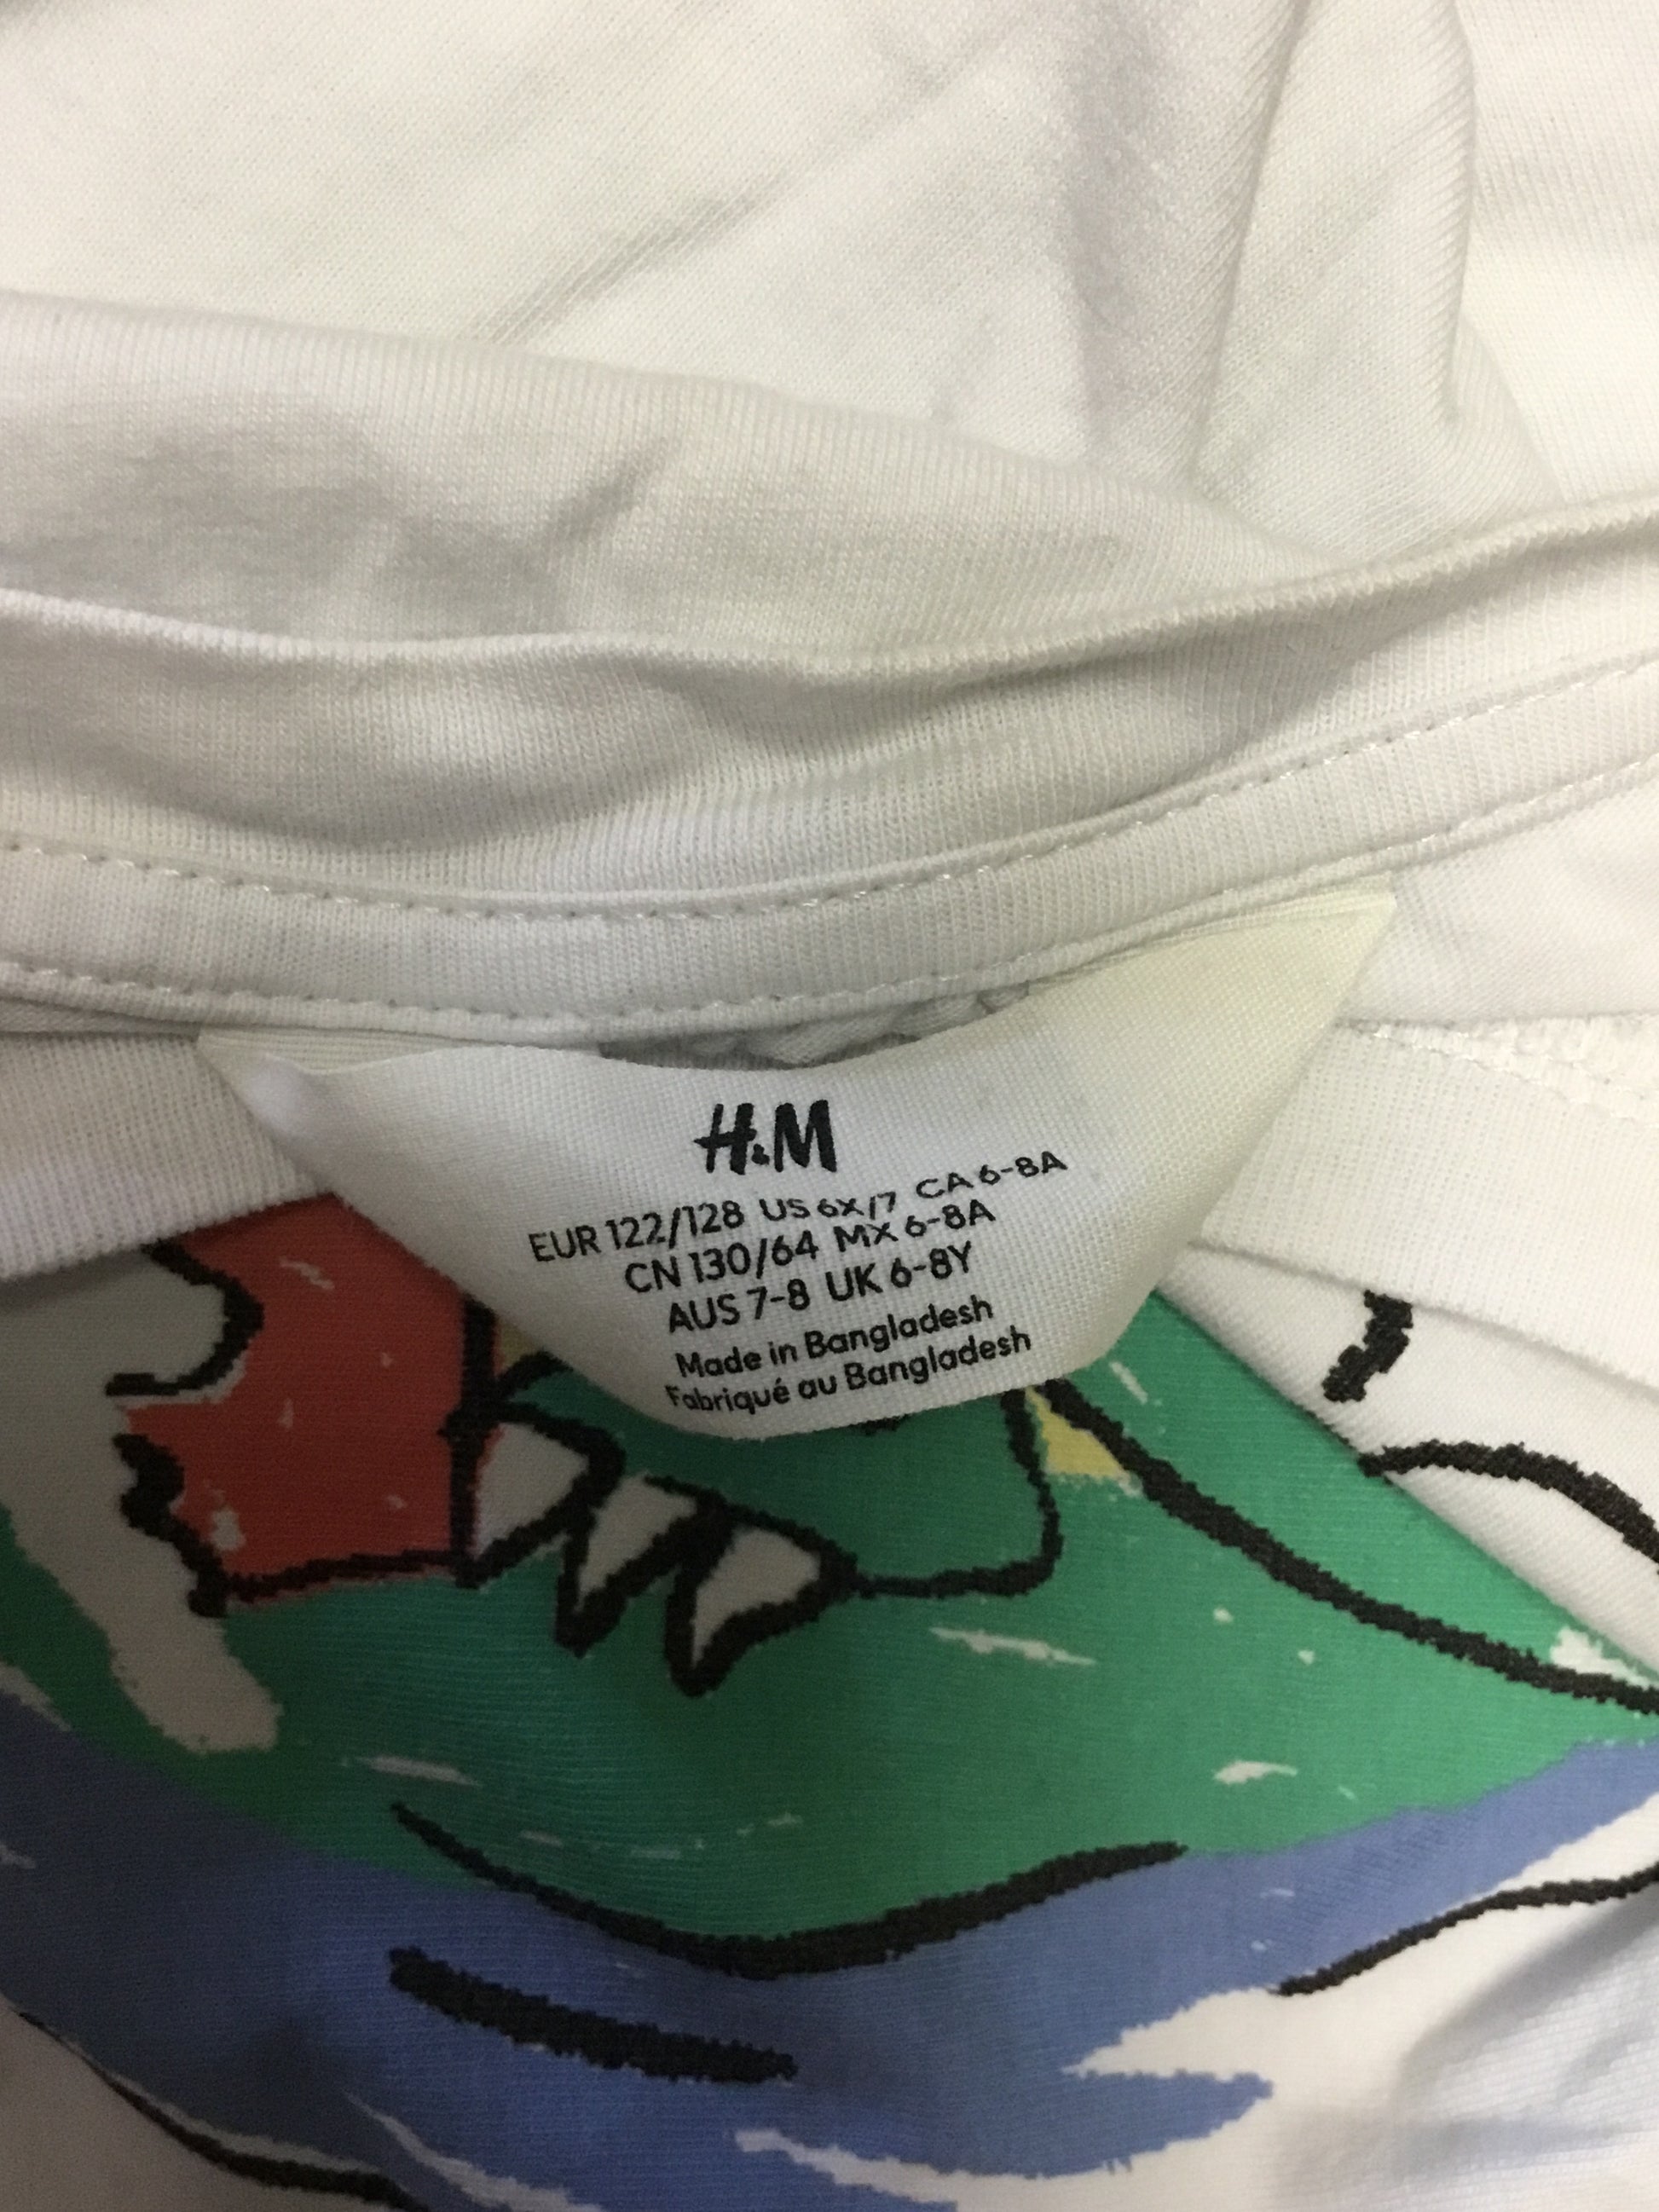 H&M
EUR 122/128 US 6X/7 CA 6-8A
CN 130/64 MX 6-8A
AUS 7-8 UK 6-8Y
Made in Bangladesh
Fabriqué au Bangladesh